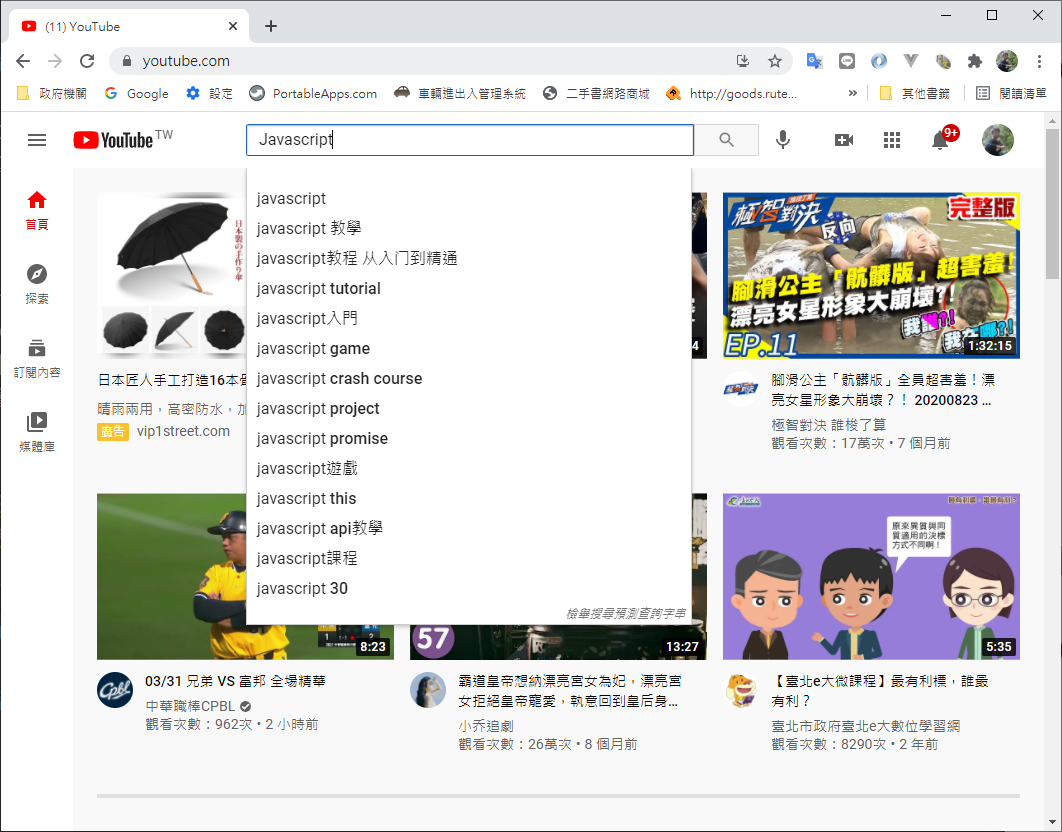 (11) YouTube
youtube.com
政府機關
Google
設定
PortableApps.com
車輛進出入管理系統
二手書網路商城
http://goods.rute...
»
其他書籤
閱讀清單
YouTube TW
Javascript
9+
首頁
探索
訂閱內容
媒體庫
javascript
javascript 教學
javascript教程 从入门到精通
javascript tutorial
javascript入門
javascript game
javascript crash course
javascript project
javascript promise
javascript遊戲
javascript this
javascript api教學
javascript課程
javascript 30
檢舉搜尋預測查詢字串
日本製の手作り傘
日本匠人手工打造16本
晴雨兩用，高密防水，加
廣告 vip1street.com
4
極智對決
反向
完整版
腳滑公主「骯髒版」超害羞!
漂亮女星形象大崩壞?!
EP.11
1:32:15
腳滑公主「骯髒版」全員超害羞！漂
亮女星形象大崩壞？！ 20200823 ...
極智對決 誰梭了算
觀看次數：17萬次 • 7 個月前
8:23
03/31 兄弟 VS 富邦 全場精華
中華職棒CPBL
觀看次數：962次 • 2 小時前
57
13:27
霸道皇帝想納漂亮宮女為妃，漂亮宮
女拒絕皇帝寵愛，執意回到皇后身...
小乔追劇
觀看次數：26萬次 • 8 個月前
原來異質與同
質適用的決標
方式不同啊！
5:35
【臺北e大微課程】最有利標，誰最
有利？
臺北市政府臺北e大數位學習網
觀看次數：8290次 • 2 年前